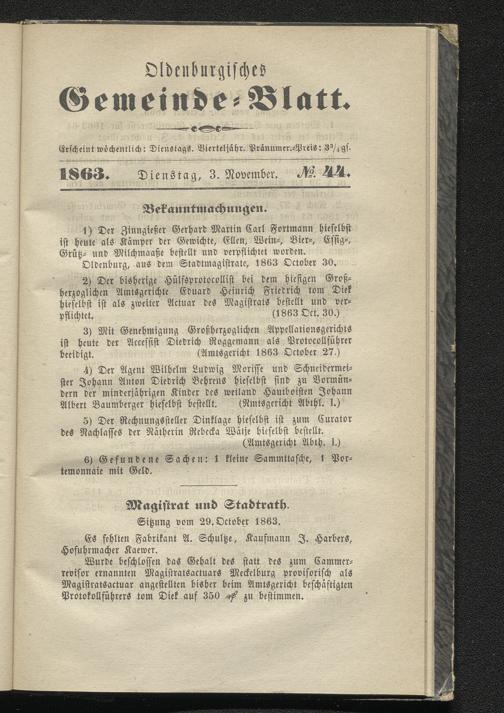 Oldenburgisches
Gemeinde-Blatt.
Erscheint wöchentlich: Dienstags. Vierteljähr. Pränumer.-Preis: 3¾ gs.
1863. Dienstag, 3. November. № 44.
Bekanntmachungen.
1) Der Zinngießer Gerhard Martin Carl Fortmann hieselbst
ist heute als Kämper der Gewichte, Ellen, Wein-, Bier-, Essig-,
Grütz- und Milchmaaße bestellt und verpflichtet worden.
Oldenburg, aus dem Stadtmagistrate, 1863 October 30.
2) Der bisherige Hülfsprotocollist bei dem hiesigen Groß-
herzoglichen Amtsgerichte Eduard Heinrich Friedrich tom Diek
hieselbst ist als zweiter Actuar des Magistrats bestellt und ver-
pflichtet. (1863 Oct. 30.)
3) Mit Genehmigung Großherzoglichen Appellationsgerichts
ist heute der Accessist Diedrich Roggemann als Protocollführer
beeidigt. (Amtsgericht 1863 October 27.)
4) Der Agent Wilhelm Ludwig Morisse und Schneidermei-
ster Johann Anton Diedrich Behrens hieselbst sind zu Vormün-
dern der minderjährigen Kinder des weiland Hautboisten Johann
Albert Baumberger hieselbst bestellt. (Amtsgericht Abthl. I.)
5) Der Rechnungssteller Dinklage hieselbst ist zum Curator
des Nachlasses der Nätherin Rebecka Wätje hieselbst bestellt.
(Amtsgericht Abth. I.)
6) Gefundene Sachen: 1 kleine Sammttasche, 1 Por-
temonnaie mit Geld.
Magistrat und Stadtrath.
Sitzung vom 29. October 1863.
Es fehlten Fabrikant A. Schultze, Kaufmann J. Harbers,
Hofuhrmacher Kaewer.
Wurde beschlossen das Gehalt des statt des zum Cammer-
revisor ernannten Magistratsactuars Meckelburg provisorisch als
Magistratsactuar angestellten bisher beim Amtsgericht beschäftigten
Protokollführers tom Diek auf 350 ₰ zu bestimmen.